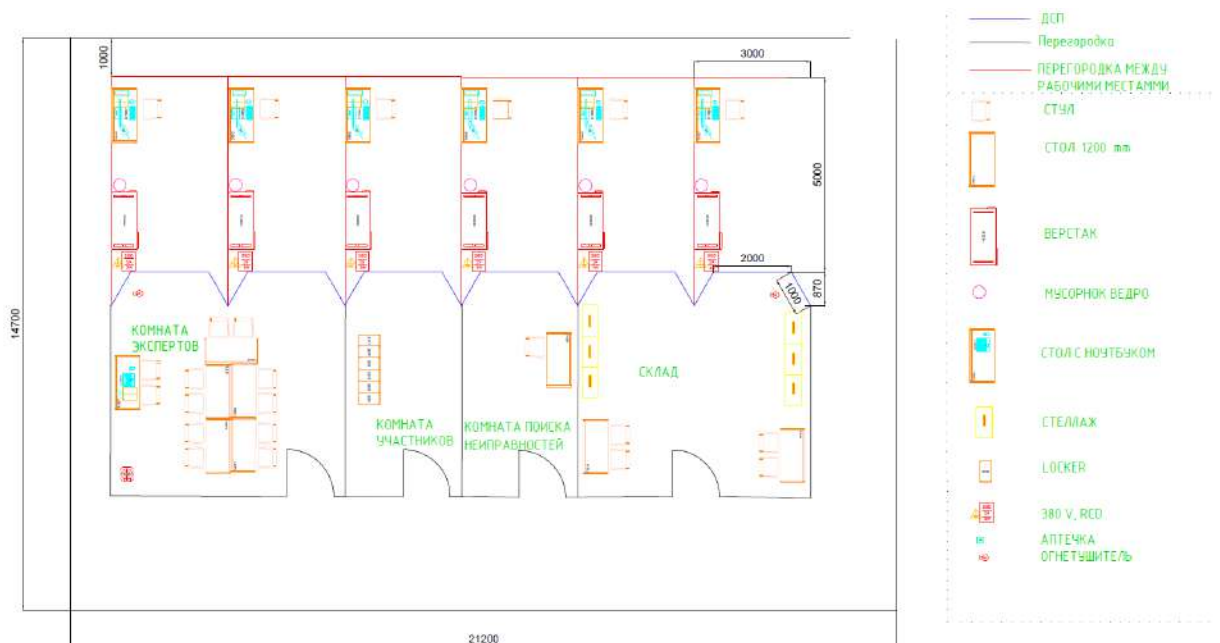 1000
3000
5000
2000
1000
870
14700
21200
КОМНАТА
ЭКСПЕРТОВ
КОМНАТА
УЧАСТНИКОВ
КОМНАТА ПОИСКА
НЕИПРАВНОСТЕЙ
СКЛАД
ДСП
Перегородка
ПЕРЕГОРОДКА МЕЖДУ
РАБОЧИМИ МЕСТАММИ
СТУЛ
СТОЛ 1200 mm
ВЕРСТАК
МУСОРНОК ВЕДРО
СТОЛ С НОУТБУКОМ
СТЕЛЛАЖ
LOCKER
380 V, RCD
АПТЕЧКА
ОГНЕТУШИТЕЛЬ